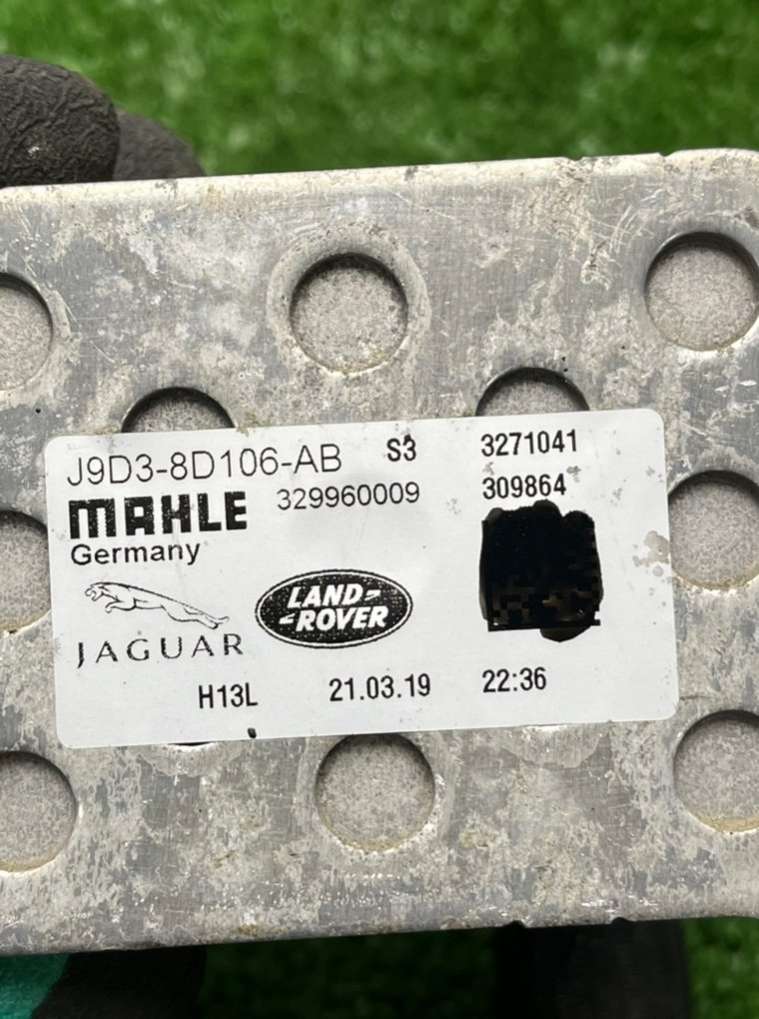 J9D3-8D106-AB S3 3271041
MAHLE 329960009 309864
Germany
JAGUAR
LAND-
-ROVER
H13L 21.03.19 22:36